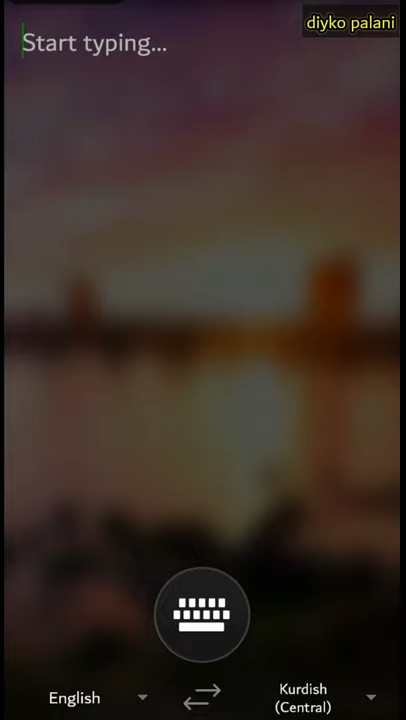 diyko palani
Start typing...
English
Kurdish
(Central)